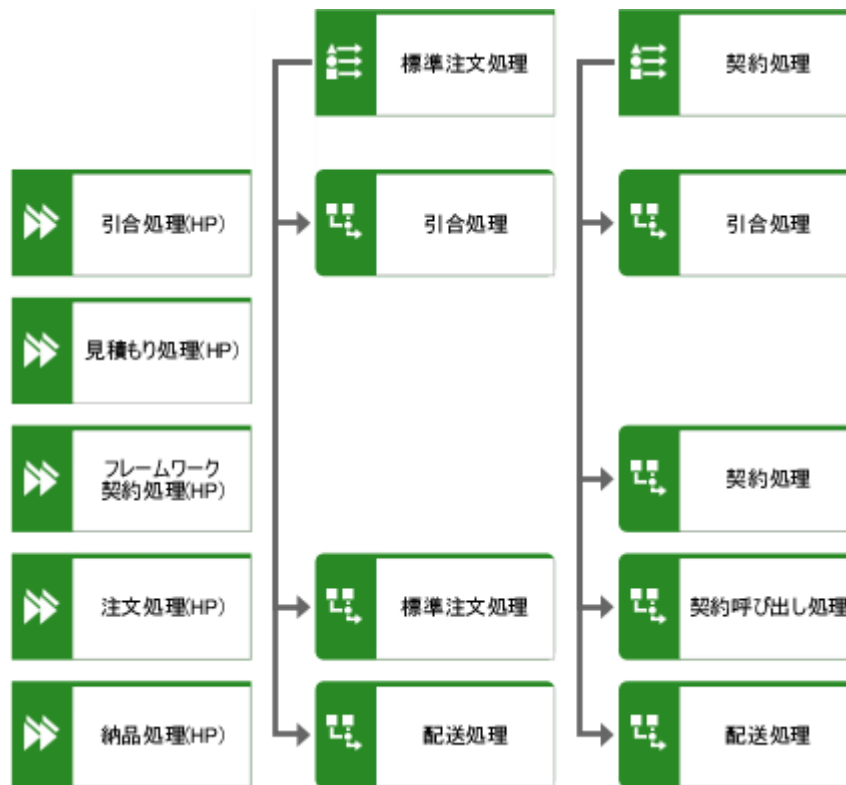 標準注文処理
契約処理
引合処理(HP)
引合処理
引合処理
見積もり処理(HP)
フレームワーク
契約処理(HP)
契約処理
注文処理(HP)
標準注文処理
契約呼び出し処理
納品処理(HP)
配送処理
配送処理